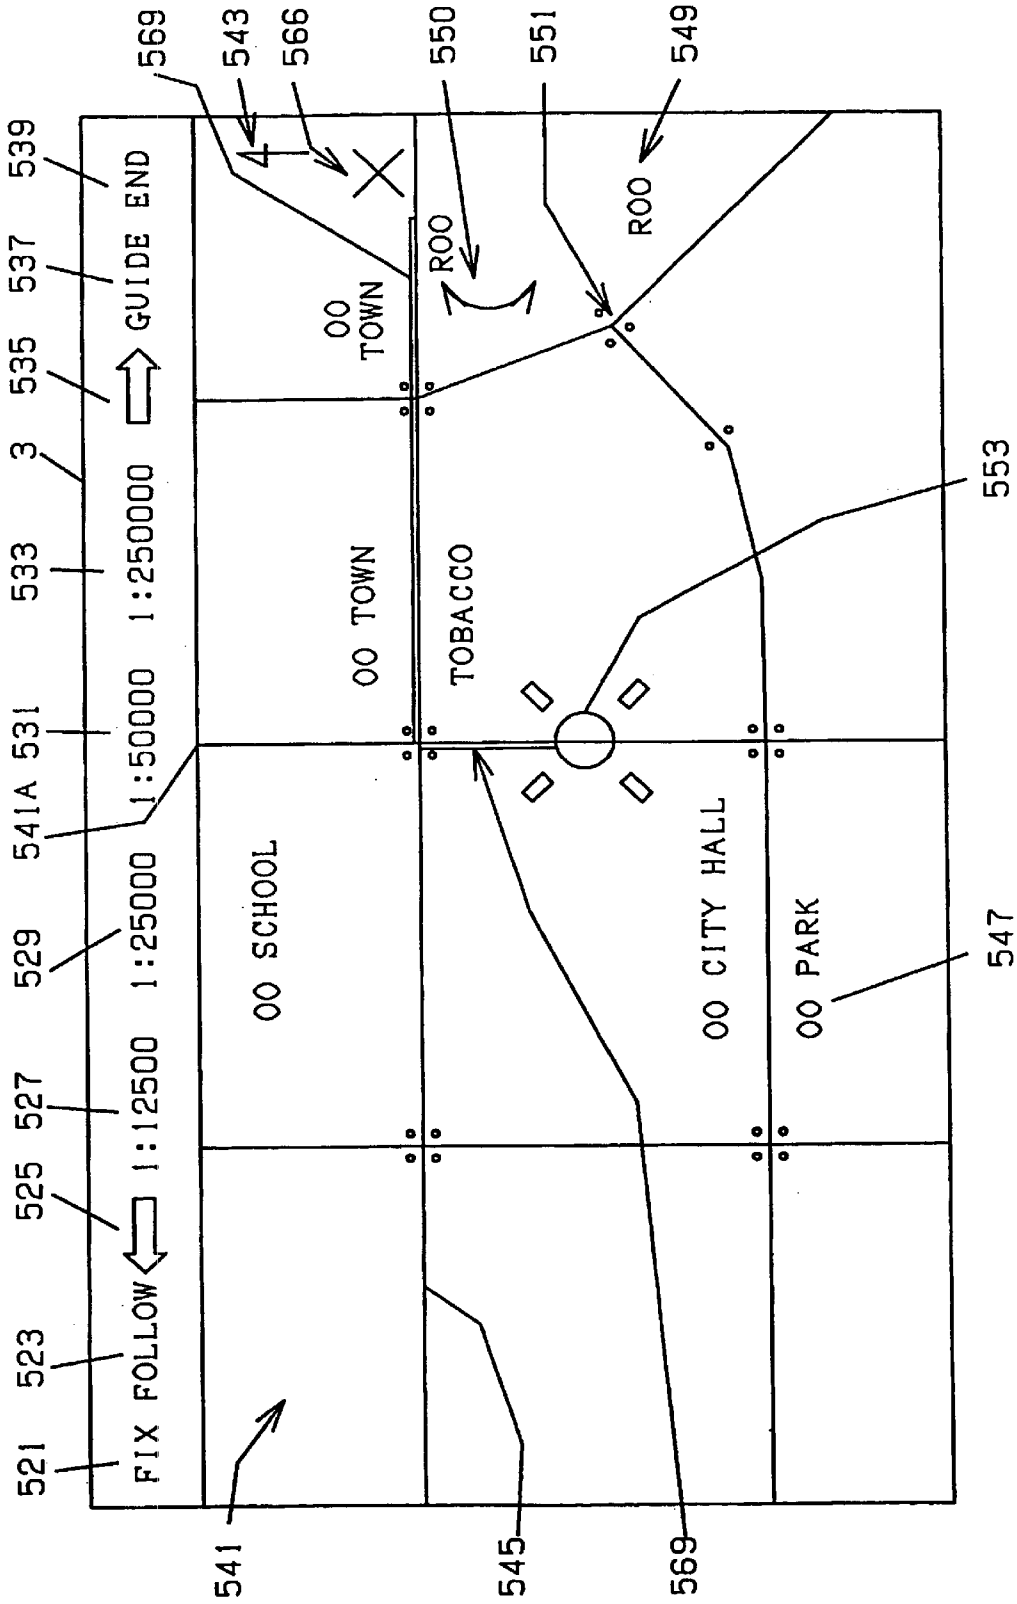 521 523 525 527 529 541A 531 533 3 535 537 539
FIX FOLLOW 1:12500 1:25000 1:50000 1:250000 GUIDE END
569
543
566
550
551
549
541
545
569
OO SCHOOL
OO TOWN
OO
TOWN
TOBACCO
ROO
ROO
OO CITY HALL
OO PARK
547
553